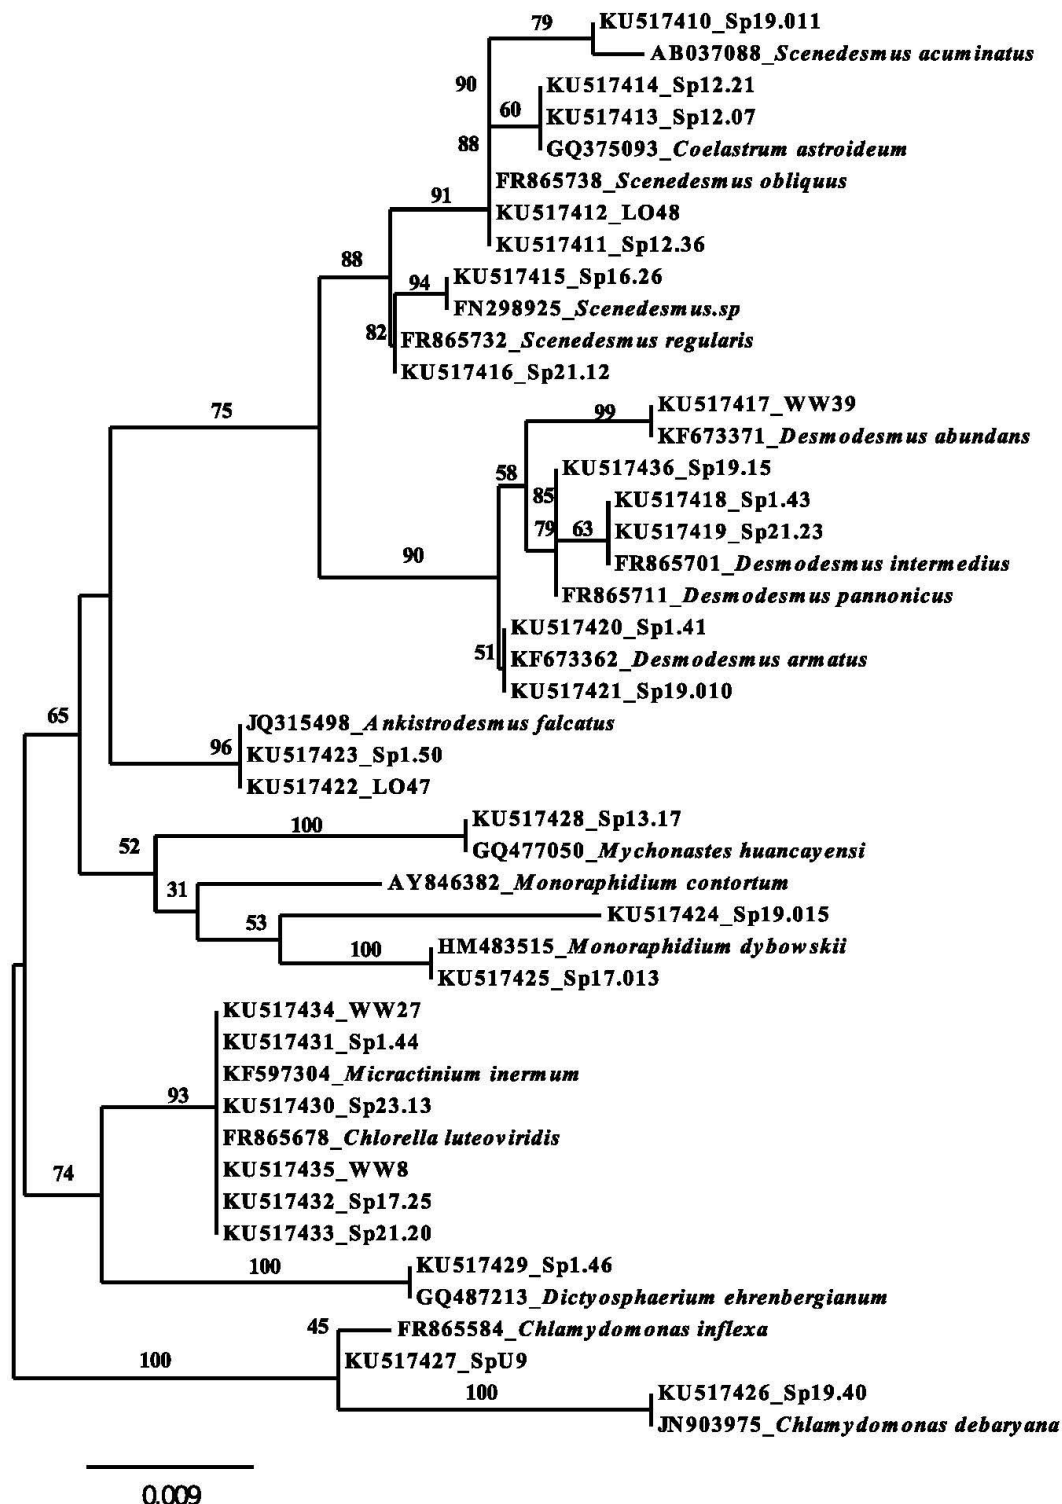 79
KU517410_Sp19.011
AB037088_Scenedesmus acuminatus
90
KU517414_Sp12.21
60
KU517413_Sp12.07
88
GQ375093_Coelastrum astroideum
FR865738_Scenedesmus obliquus
91
KU517412_LO48
KU517411_Sp12.36
88
KU517415_Sp16.26
94
FN298925_Scenedesmus.sp
82
FR865732_Scenedesmus regularis
KU517416_Sp21.12
75
99
KU517417_WW39
KF673371_Desmodesmus abundans
58
KU517436_Sp19.15
85
KU517418_Sp1.43
79
63
KU517419_Sp21.23
90
FR865701_Desmodesmus intermedius
FR865711_Desmodesmus pannonicus
KU517420_Sp1.41
51
KF673362_Desmodesmus armatus
KU517421_Sp19.010
65
JQ315498_Ankistrodesmus falcatus
96
KU517423_Sp1.50
KU517422_LO47
100
KU517428_Sp13.17
52
GQ477050_Mychonastes huancayensi
31
AY846382_Monoraphidium contortum
53
KU517424_Sp19.015
100
HM483515_Monoraphidium dybowskii
KU517425_Sp17.013
KU517434_WW27
KU517431_Sp1.44
KF597304_Micractinium inermum
93
KU517430_Sp23.13
FR865678_Chlorella luteoviridis
74
KU517435_WW8
KU517432_Sp17.25
KU517433_Sp21.20
100
KU517429_Sp1.46
GQ487213_Dictyosphaerium ehrenbergianum
45
FR865584_Chlamydomonas inflexa
100
KU517427_SpU9
100
KU517426_Sp19.40
JN903975_Chlamydomonas debaryana
0.009